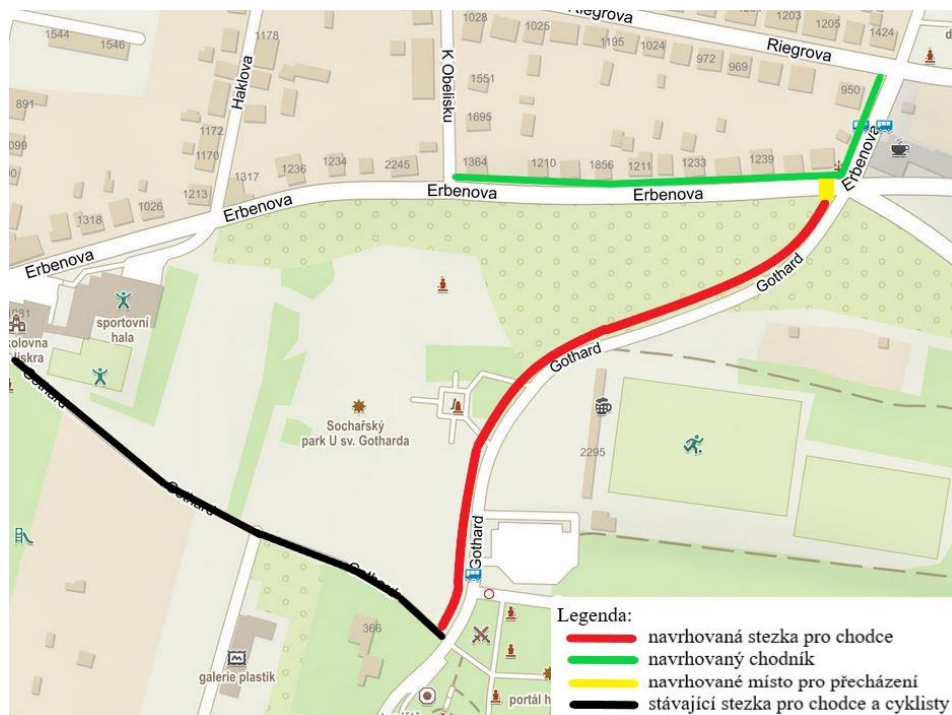 1544
1546
1178
1028
1025
Riegrova
1203
1205
1424
1195
1024
972
969
Riegrova
891
Haklova
K Obelisku
1551
950
1695
1172
1170
Erbenova
1236
1234
2245
1364
1210
1856
1211
1233
1239
1317
1213
Erbenova
Erbenova
1026
1318
Erbenova
Erbenova
Gothard
sportovní
hala
Gothard
Gothard
Sochařský
park U sv. Gotharda
2295
Gothard
Gothard
Gothard
366
galerie plastik
portál h
Legenda:
navrhovaná stezka pro chodce
navrhovaný chodník
navrhované místo pro přecházení
stávající stezka pro chodce a cyklisty